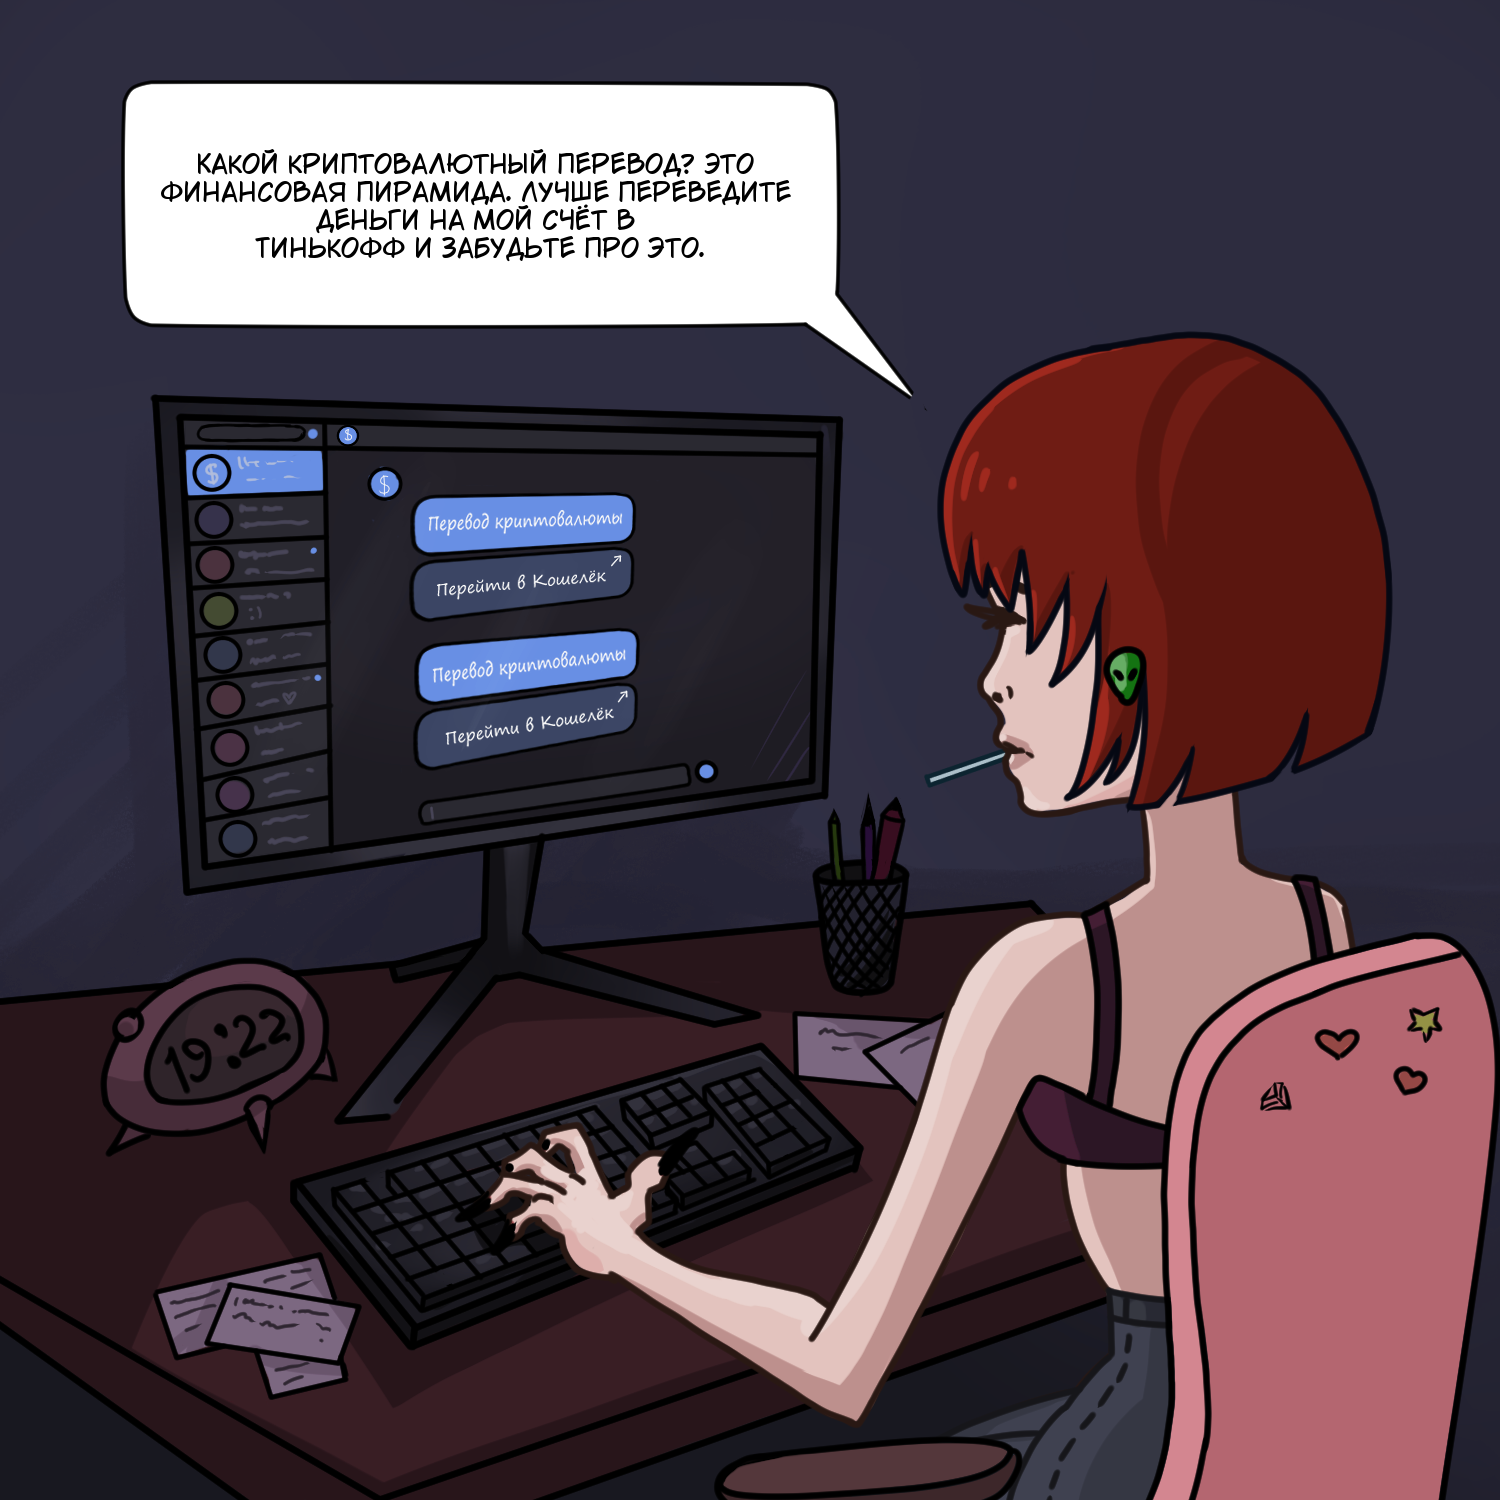 КАКОЙ КРИПТОВАЛЮТНЫЙ ПЕРЕВОД? ЭТО
ФИНАНСОВАЯ ПИРАМИДА. ЛУЧШЕ ПЕРЕВЕДИТЕ
ДЕНЬГИ НА МОЙ СЧЁТ В
ТИНЬКОФФ И ЗАБУДЬТЕ ПРО ЭТО.
$
$
$
Перевод криптовалюты
Перейти в Кошелёк
:)
Перевод криптовалюты
Перейти в Кошелёк
19:22